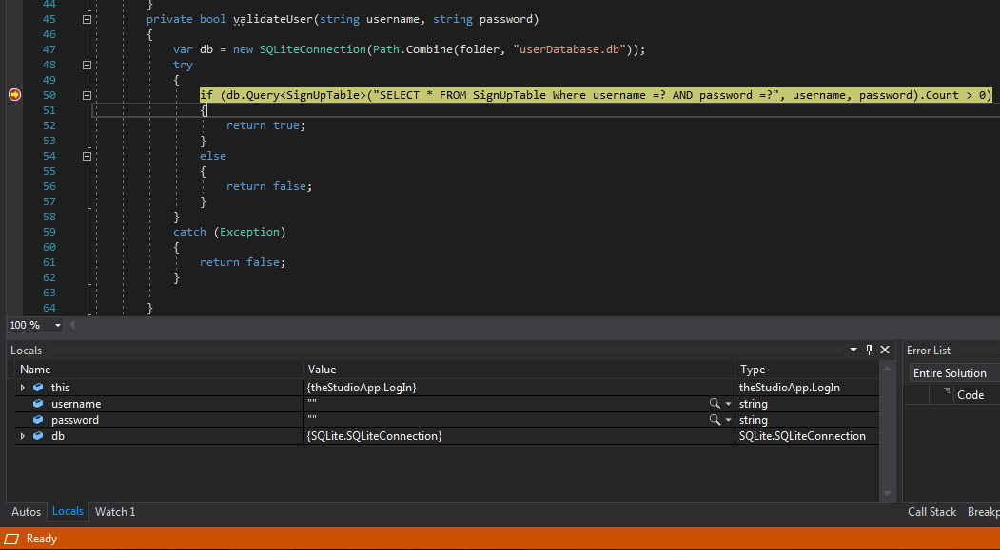 44 }
45 private bool validateUser(string username, string password)
46 {
47 var db = new SQLiteConnection(Path.Combine(folder, "userDatabase.db"));
48 try
49 {
50 if (db.Query<SignUpTable>("SELECT * FROM SignUpTable Where username =? AND password =?", username, password).Count > 0)
51 {
52 return true;
53 }
54 else
55 {
56 return false;
57 }
58 }
59 catch (Exception)
60 {
61 return false;
62 }
63
64 }
100 %
Locals
Name Value Type
this {theStudioApp.LogIn} theStudioApp.LogIn
username "" string
password "" string
db {SQLite.SQLiteConnection} SQLite.SQLiteConnection
Autos Locals Watch 1
Error List
Entire Solution
Code
Call Stack Breakp
Ready